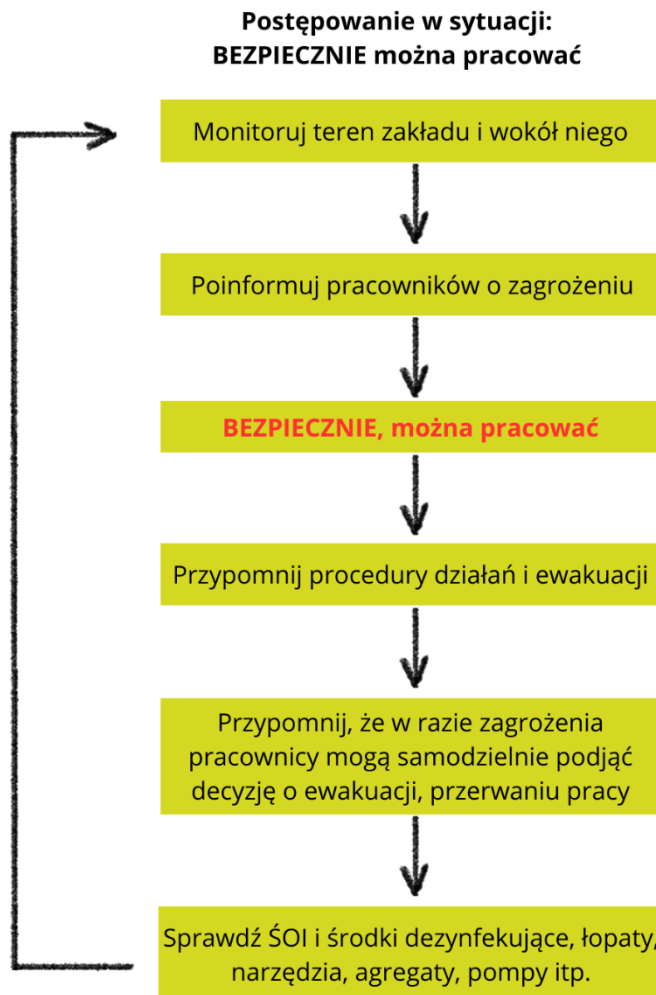 Postępowanie w sytuacji:
BEZPIECZNIE można pracować
Monitoruj teren zakładu i wokół niego
Poinformuj pracowników o zagrożeniu
BEZPIECZNIE, można pracować
Przypomnij procedury działań i ewakuacji
Przypomnij, że w razie zagrożenia
pracownicy mogą samodzielnie podjąć
decyzję o ewakuacji, przerwaniu pracy
Sprawdź ŚOI i środki dezynfekujące, łopaty,
narzędzia, agregaty, pompy itp.